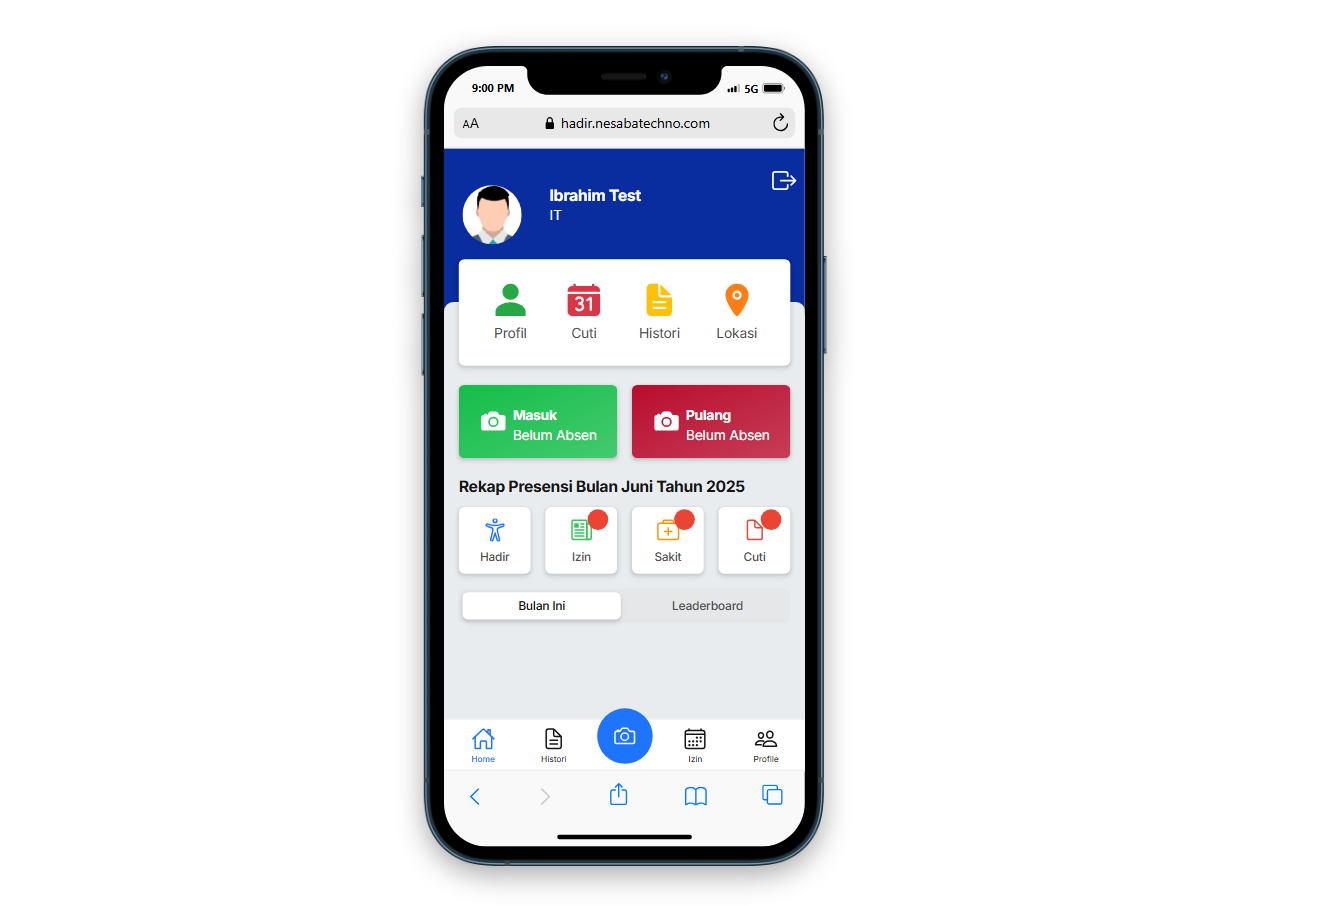 9:00 PM
5G
AA
hadir.nesabatechno.com
Ibrahim Test
IT
31
Profil
Cuti
Histori
Lokasi
Masuk
Belum Absen
Pulang
Belum Absen
Rekap Presensi Bulan Juni Tahun 2025
Hadir
Izin
Sakit
Cuti
Bulan Ini
Leaderboard
Home
Histori
Izin
Profile